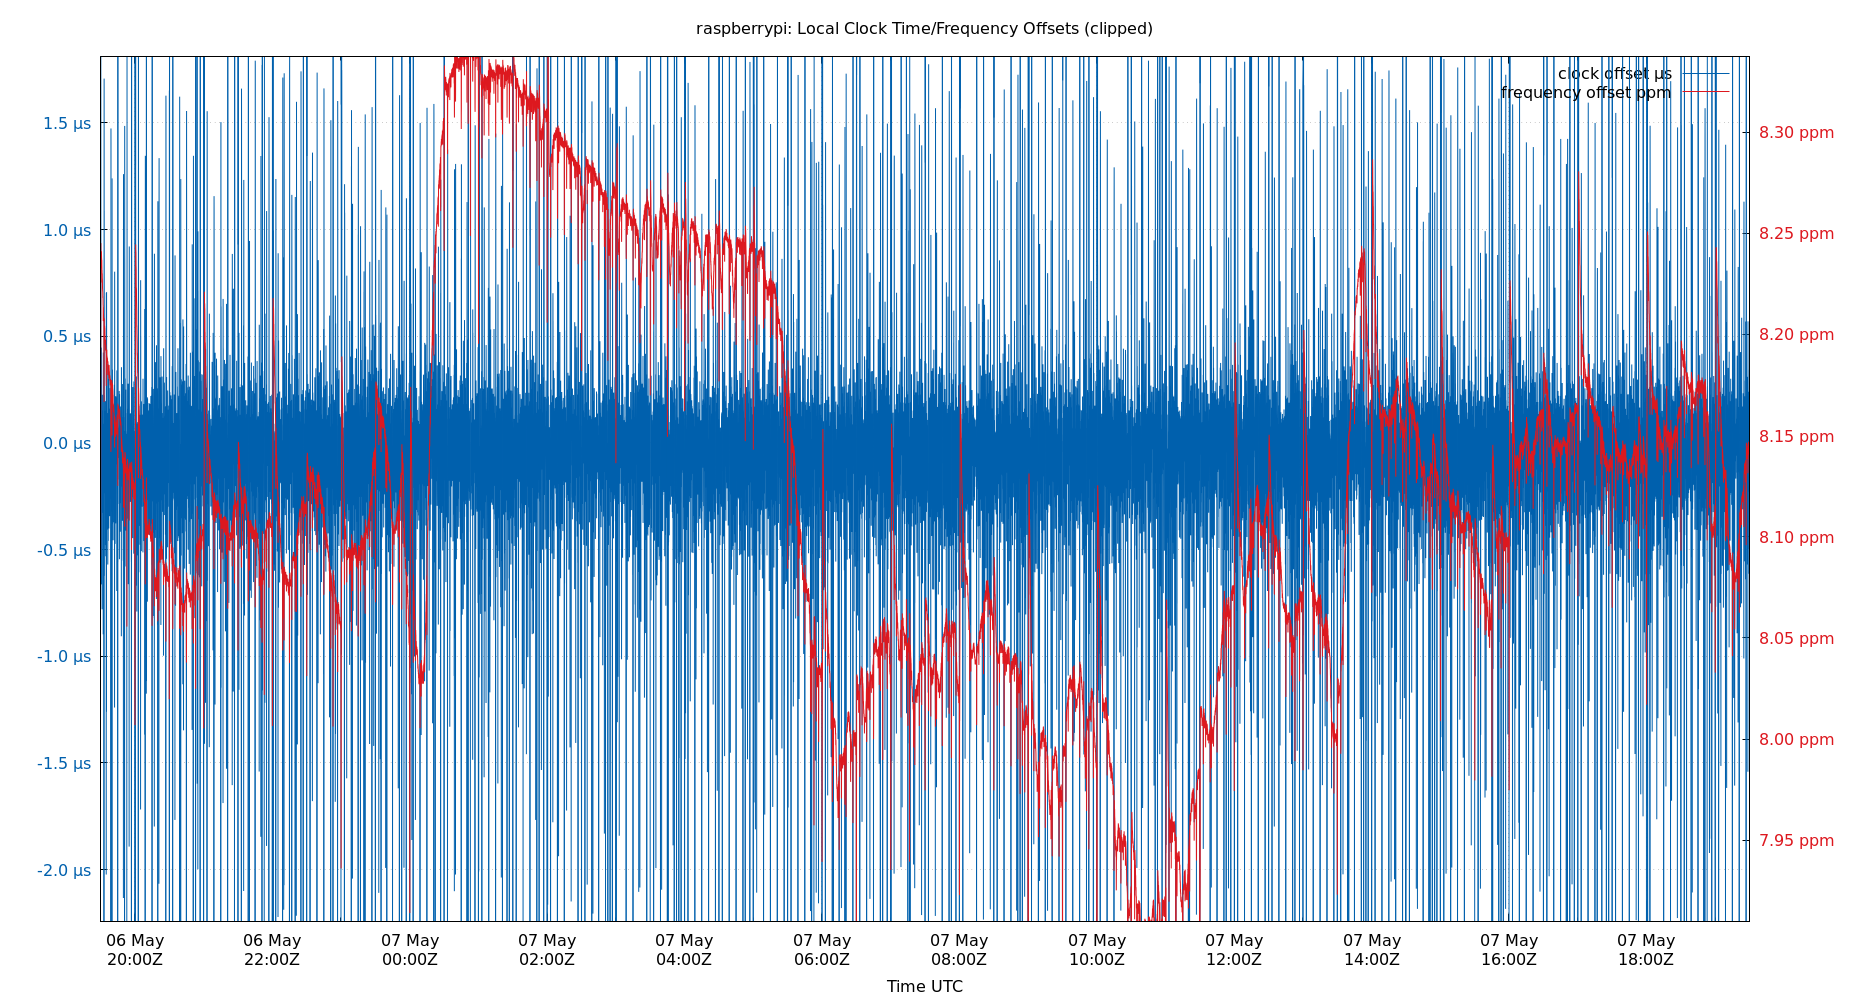 raspberrypi: Local Clock Time/Frequency Offsets (clipped)
clock offset µs
frequency offset ppm
1.5 µs
1.0 µs
0.5 µs
0.0 µs
-0.5 µs
-1.0 µs
-1.5 µs
-2.0 µs
8.30 ppm
8.25 ppm
8.20 ppm
8.15 ppm
8.10 ppm
8.05 ppm
8.00 ppm
7.95 ppm
06 May
20:00Z
06 May
22:00Z
07 May
00:00Z
07 May
02:00Z
07 May
04:00Z
07 May
06:00Z
07 May
08:00Z
07 May
10:00Z
07 May
12:00Z
07 May
14:00Z
07 May
16:00Z
07 May
18:00Z
Time UTC